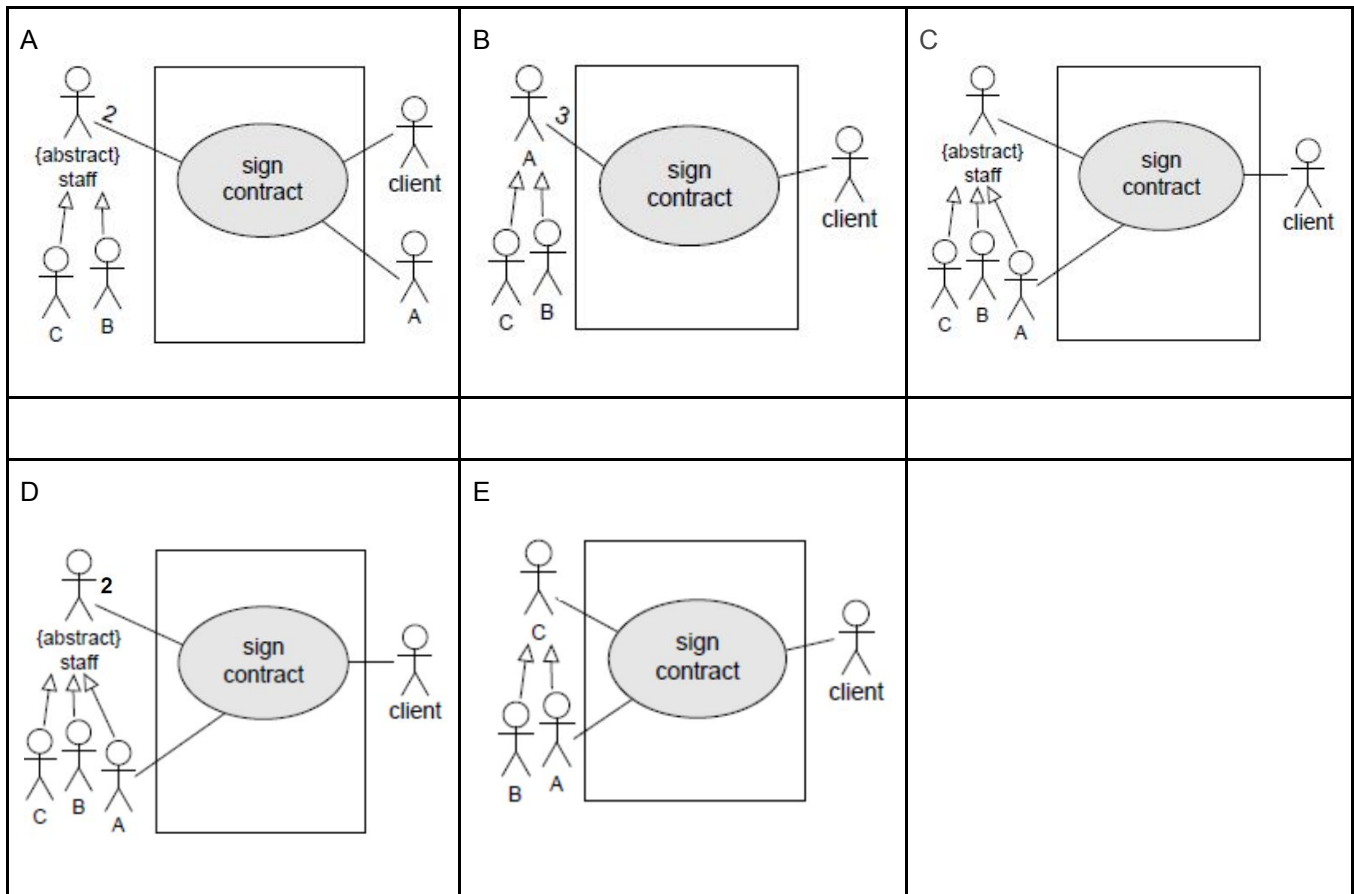 A
2
{abstract}
staff
C
B
sign
contract
client
A
B
3
A
C
B
sign
contract
client
C
{abstract}
staff
C
B
A
sign
contract
client
D
2
{abstract}
staff
C
B
A
sign
contract
client
E
C
B
A
sign
contract
client